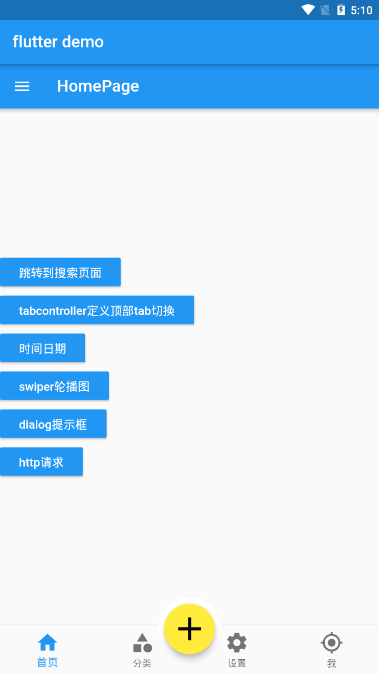 5:10
flutter demo
HomePage
跳转到搜索页面
tabcontroller定义顶部tab切换
时间日期
swiper轮播图
dialog提示框
http请求
首页 分类 设置 我